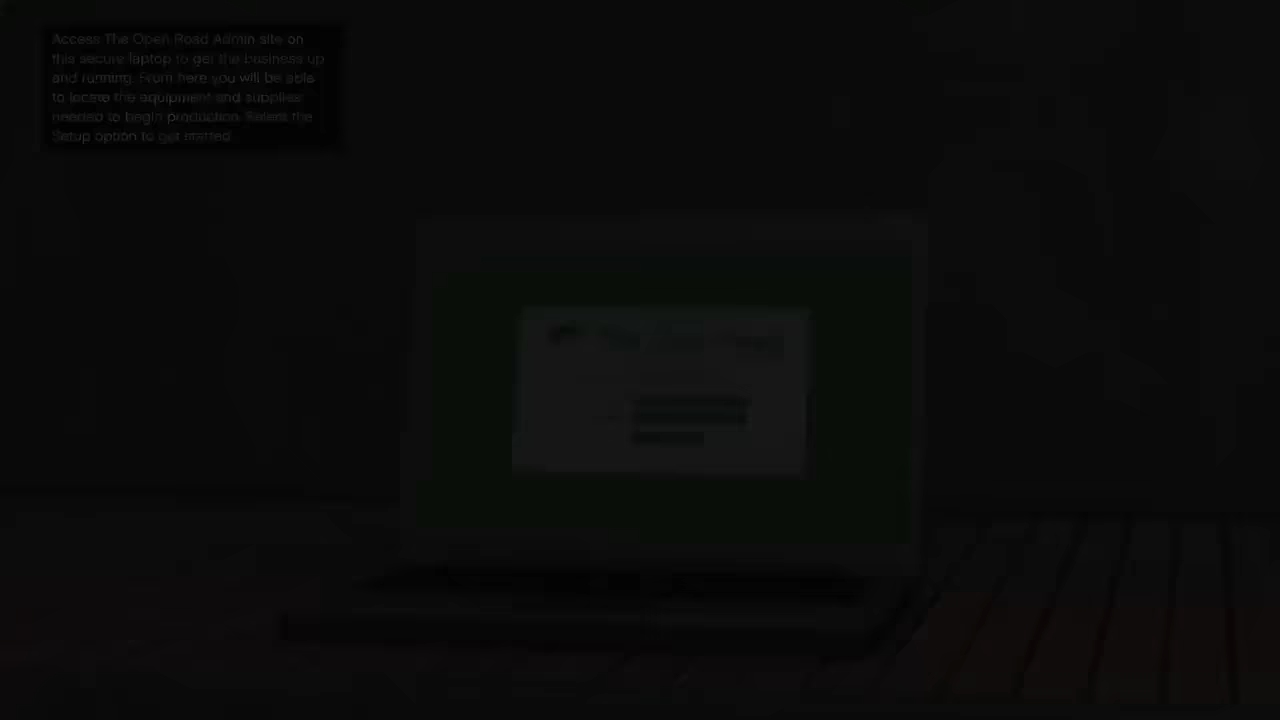 Access The Open Road Admin site on
this secure laptop to get the business up
and running. From here you will be able
to locate the equipment and supplies
needed to begin production. Select the
Setup option to get started.